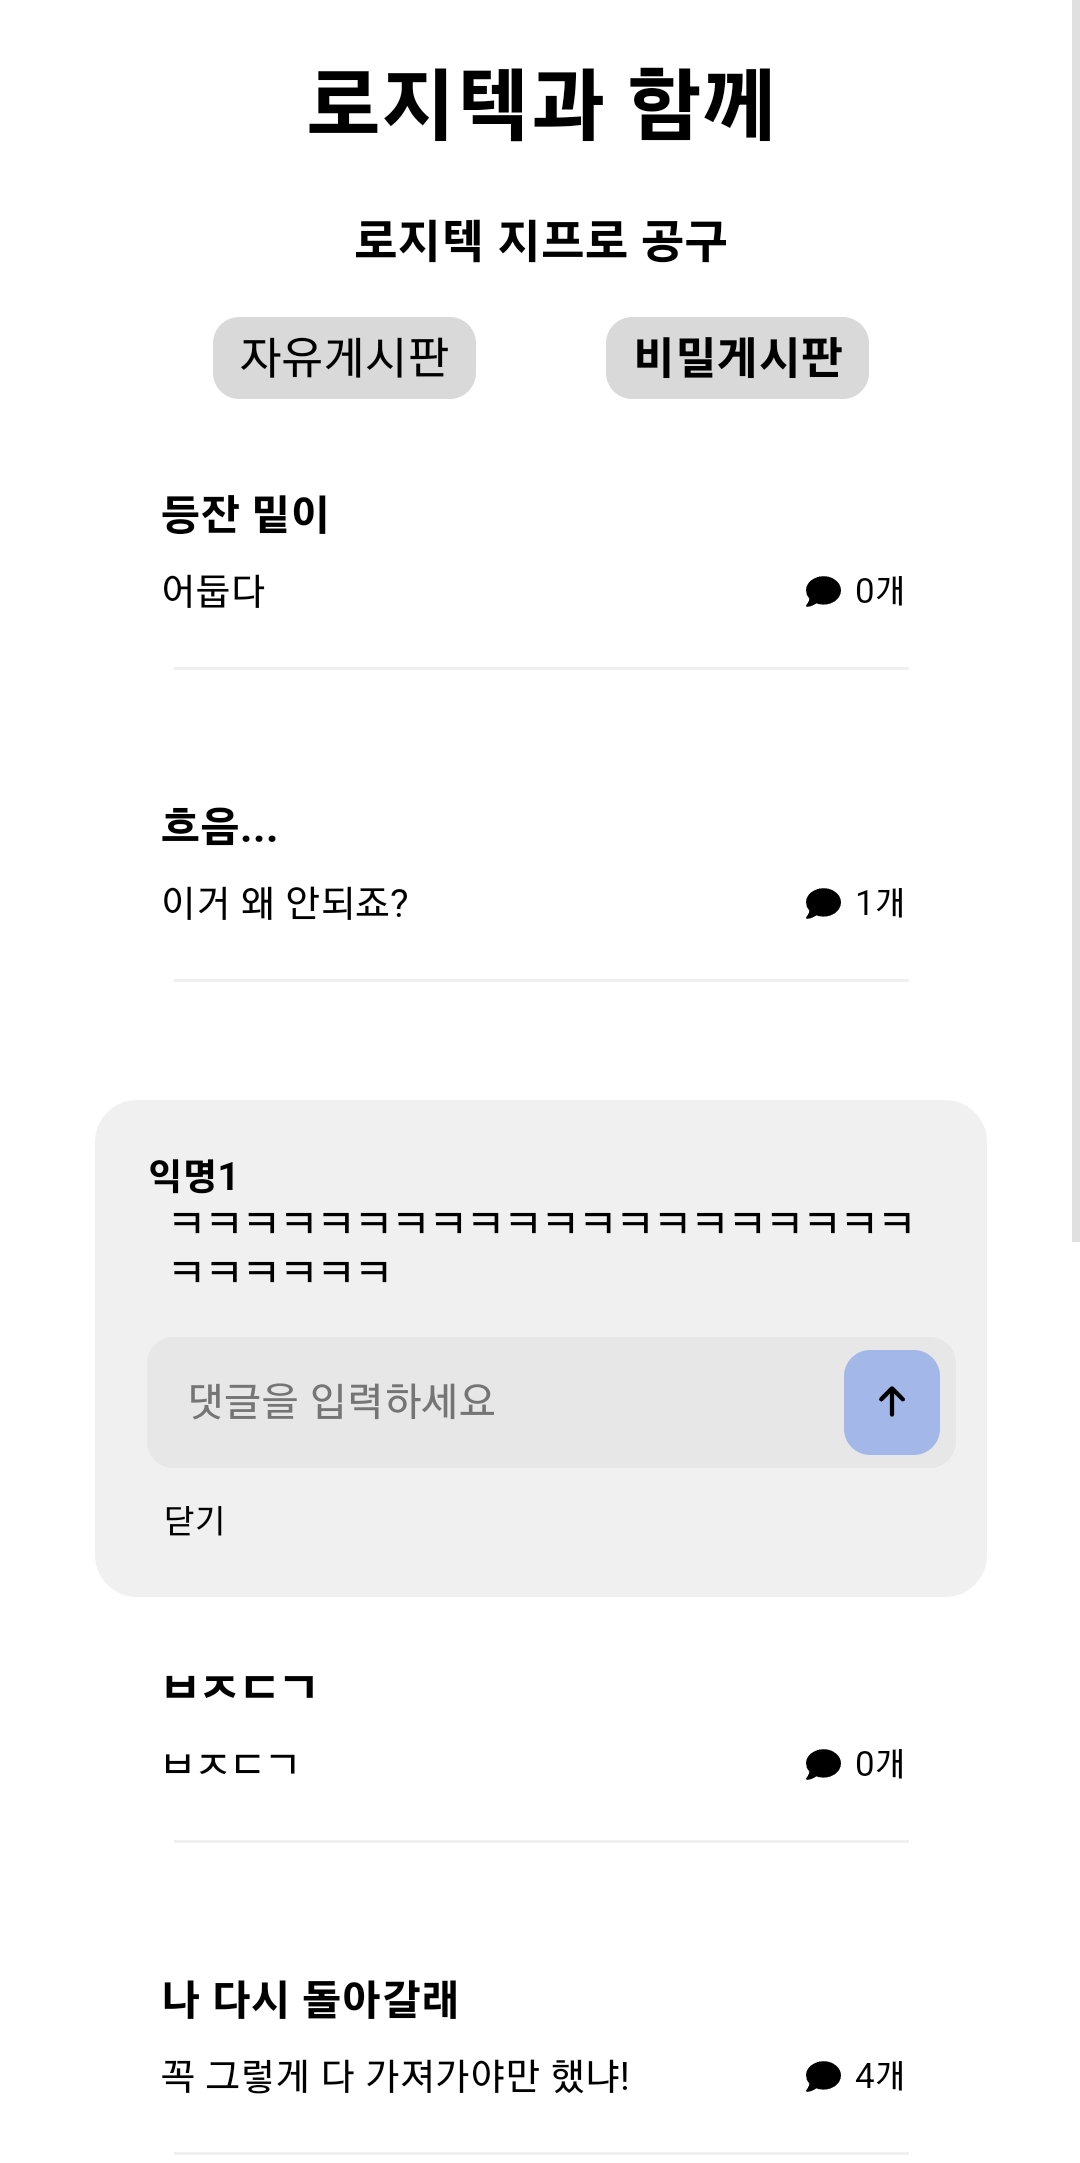 로지텍과 함께
로지텍 지프로 공구
자유게시판 비밀게시판
등잔 밑이
어둡다 0개
흐음...
이거 왜 안되죠? 1개
익명1
ㅋㅋㅋㅋㅋㅋㅋㅋㅋㅋㅋㅋㅋㅋㅋㅋㅋㅋㅋㅋ
ㅋㅋㅋㅋㅋㅋ
댓글을 입력하세요
닫기
ㅂㅈㄷㄱ
ㅂㅈㄷㄱ 0개
나 다시 돌아갈래
꼭 그렇게 다 가져가야만 했냐! 4개